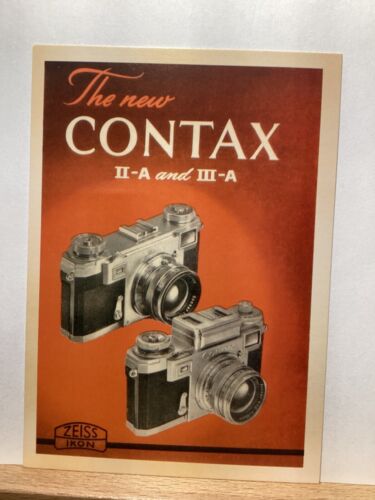 The new
CONTAX
II-A and III-A
ZEISS
IKON